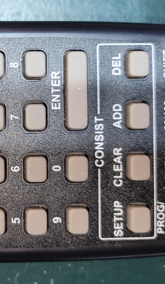 5 6 7 8
9 0 ENTER
CONSIST
SETUP CLEAR ADD DEL
PROG/